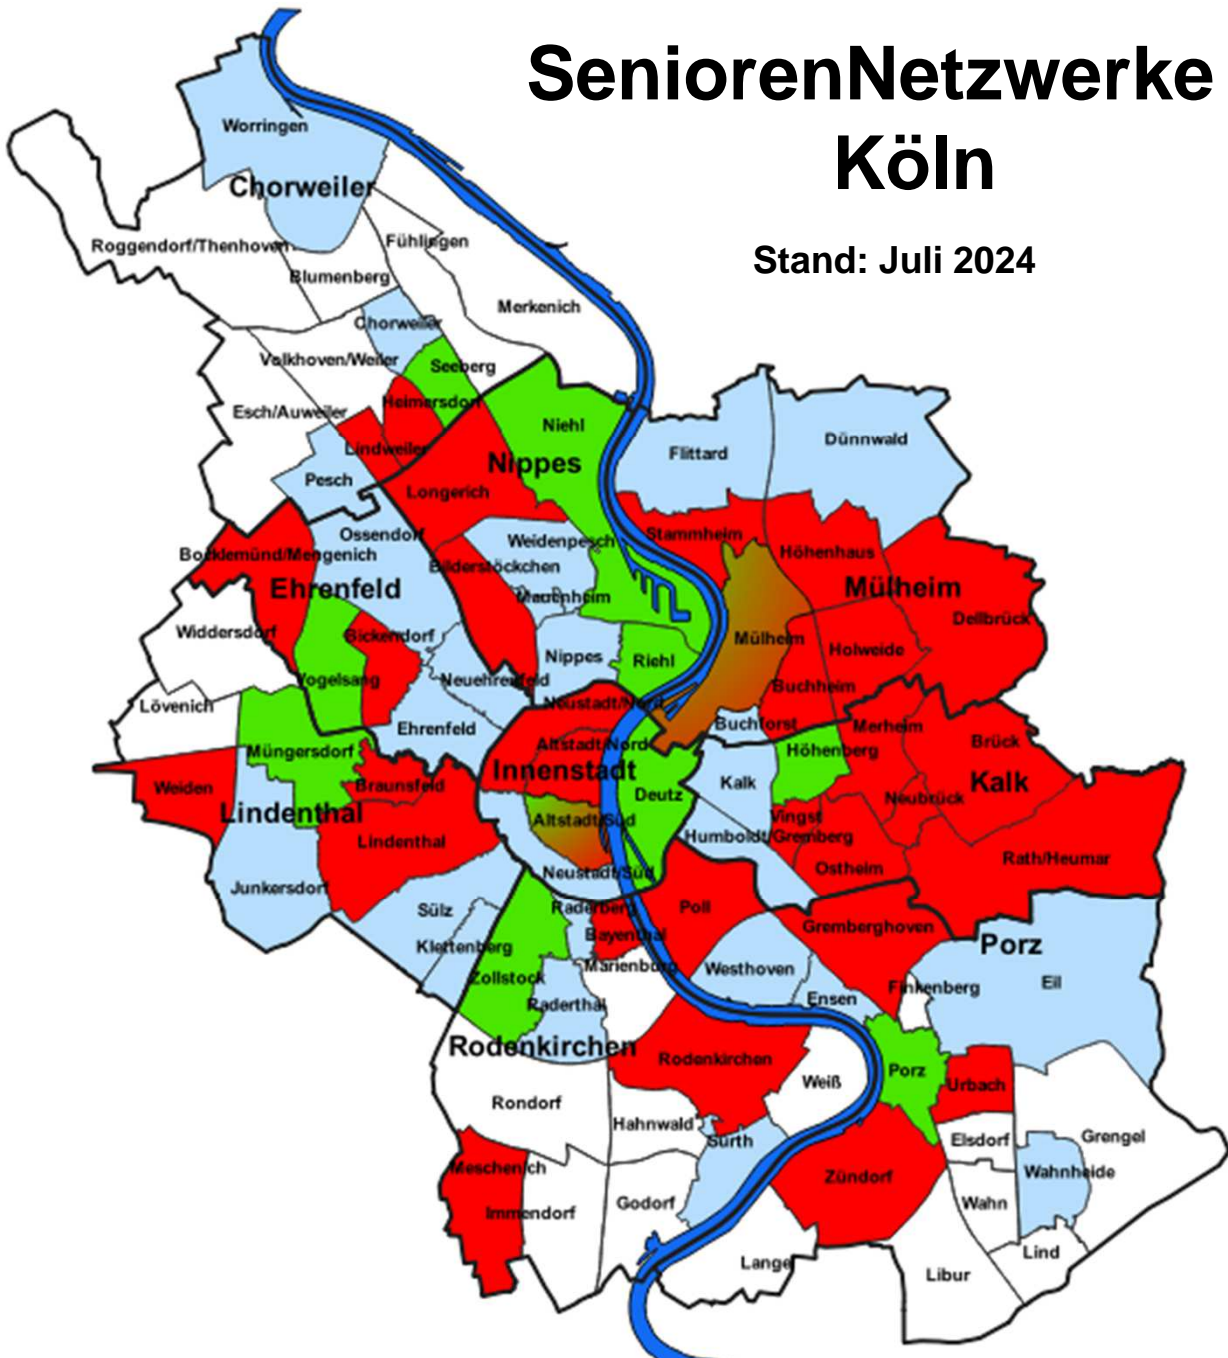 SeniorenNetzwerke
Köln
Stand: Juli 2024
Worringen
Chorweiler
Roggendorf/Thenhoven
Fühlingen
Blumenberg
Merkenich
Chorweiler
Volkhoven/Weiler
Seeberg
Heimersdorf
Esch/Auweiler
Lindweiler
Pesch
Niehl
Nippes
Longerich
Flittard
Dünnwald
Ossendorf
Weidenpesch
Stammheim
Höhenhaus
Bocklemünd/Mengenich
Bilderstöckchen
Ehrenfeld
Mauenheim
Mülheim
Dellbrück
Widdersdorf
Bickendorf
Mülheim
Holweide
Nippes
Riehl
Vogelsang
Neuehrenfeld
Buchheim
Lövenich
Neustadt/Nord
Ehrenfeld
Buchforst
Merheim
Müngersdorf
Altstadt/Nord
Höhenberg
Brück
Innenstadt
Weiden
Braunsfeld
Kalk
Kalk
Deutz
Neubrück
Lindenthal
Altstadt/Süd
Vingst
Humboldt/Gremberg
Lindenthal
Rath/Heumar
Ostheim
Neustadt/Süd
Junkersdorf
Sülz
Raderberg
Poll
Bayenthal
Gremberghoven
Klettenberg
Porz
Marienburg
Westhoven
Zollstock
Eil
Finkenberg
Raderthal
Ensen
Rodenkirchen
Rodenkirchen
Porz
Weiß
Urbach
Rondorf
Hahnwald
Sürth
Elsdorf
Grengel
Meschenich
Wahnheide
Zündorf
Immendorf
Godorf
Wahn
Lind
Lange
Libur